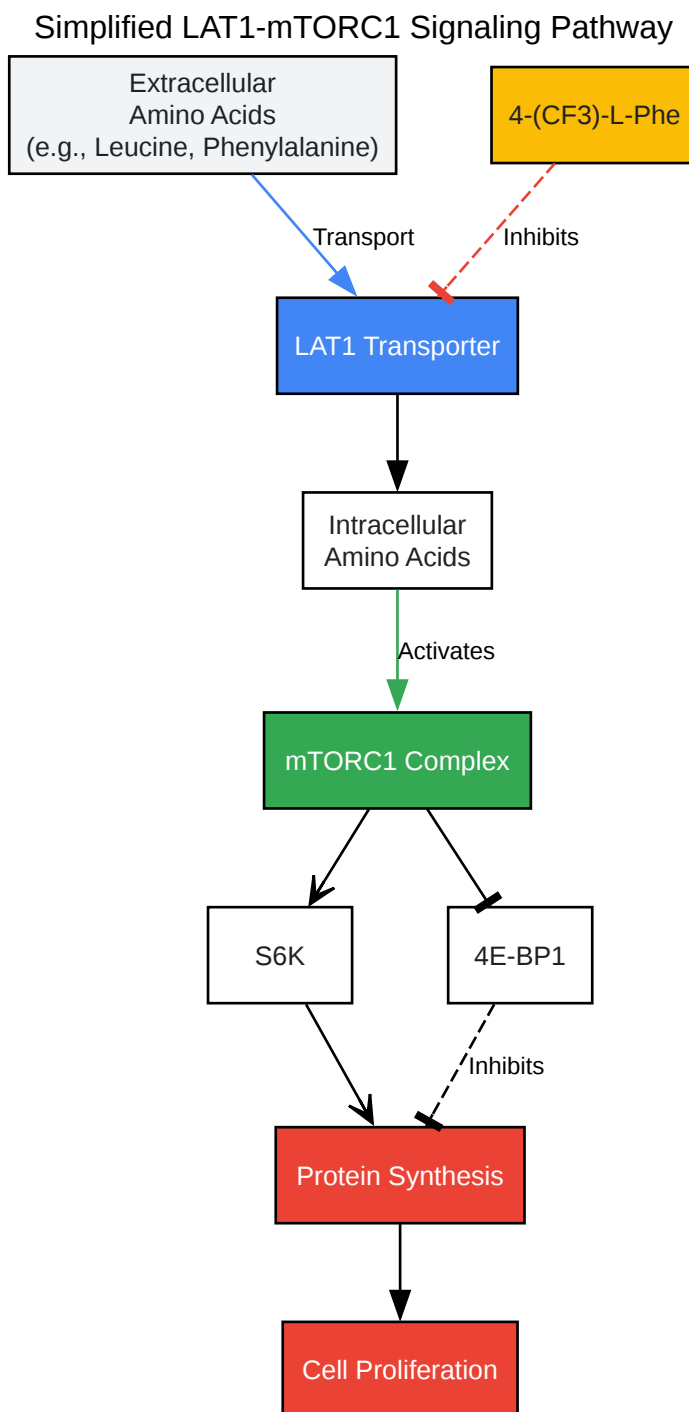 Simplified LAT1-mTORC1 Signaling Pathway
Extracellular
Amino Acids
(e.g., Leucine, Phenylalanine)
4-(CF3)-L-Phe
Transport
Inhibits
LAT1 Transporter
Intracellular
Amino Acids
Activates
mTORC1 Complex
S6K
4E-BP1
Inhibits
Protein Synthesis
Cell Proliferation